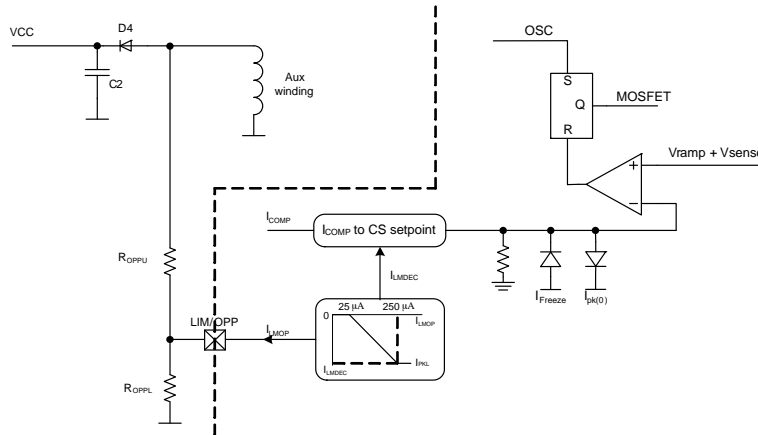 VCC
D4
C2
Aux
winding
OSC
S
Q
R
MOSFET
+
−
Vramp + Vsense
ICOMP
ICOMP to CS setpoint
ILMDEC
IFreeze
Ipk(0)
ROPPU
LIM/OPP
ILMOP
25 µA
250 µA
0
ILMOP
IPKL
ILMDEC
ROPPL